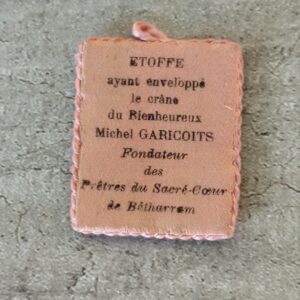 ETOFFE
ayant enveloppé
le crâne
du Bienheureux
Michel GARICOITS
Fondateur
des
Prêtres du Sacré-Cœur
de Bétharram